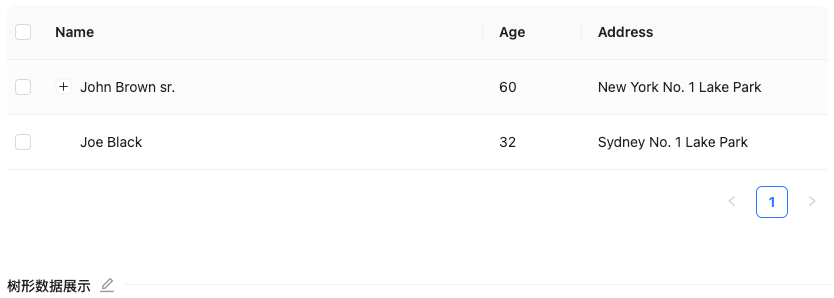 Name Age Address
John Brown sr. 60 New York No. 1 Lake Park
Joe Black 32 Sydney No. 1 Lake Park
1
树形数据展示